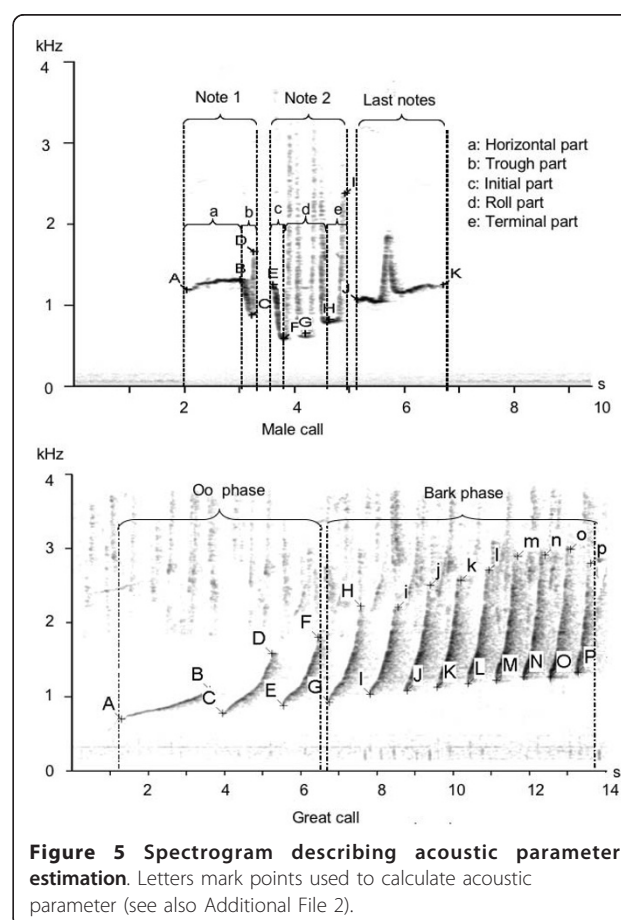 kHz
4
3
2
1
0
Note 1
Note 2
Last notes
a: Horizontal part
b: Trough part
c: Initial part
d: Roll part
e: Terminal part
a b c d e
A B C D E F G H I J K
2 4 6 8 10 s
Male call
kHz
4
3
2
1
0
Oo phase
Bark phase
A B C D E F G H I J K L M N O P
i j k l m n o p
2 4 6 8 10 12 14 s
Great call
Figure 5 Spectrogram describing acoustic parameter
estimation. Letters mark points used to calculate acoustic
parameter (see also Additional File 2).